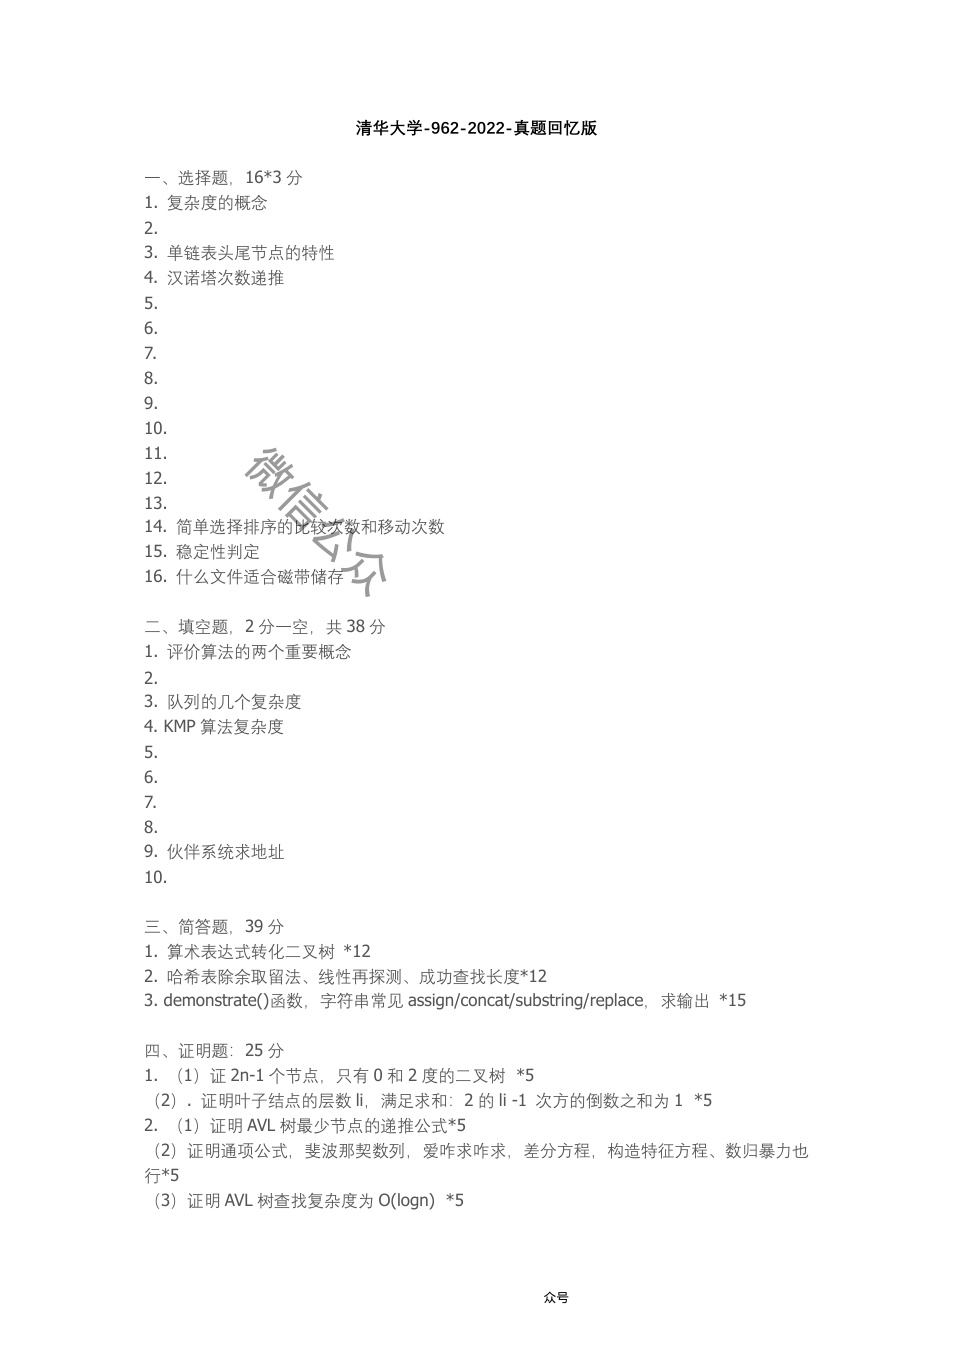 清华大学-962-2022-真题回忆版
一、选择题，16*3 分
1. 复杂度的概念
2.
3. 单链表头尾节点的特性
4. 汉诺塔次数递推
5.
6.
7.
8.
9.
10.
11.
12.
13.
14. 简单选择排序的比较次数和移动次数
15. 稳定性判定
16. 什么文件适合磁带储存
微信公众
二、填空题，2 分一空，共 38 分
1. 评价算法的两个重要概念
2.
3. 队列的几个复杂度
4. KMP 算法复杂度
5.
6.
7.
8.
9. 伙伴系统求地址
10.
三、简答题，39 分
1. 算术表达式转化二叉树 *12
2. 哈希表除余取留法、线性再探测、成功查找长度*12
3. demonstrate()函数，字符串常见 assign/concat/substring/replace，求输出 *15
四、证明题：25 分
1. （1）证 2n-1 个节点，只有 0 和 2 度的二叉树 *5
（2）. 证明叶子结点的层数 li，满足求和：2 的 li -1 次方的倒数之和为 1 *5
2. （1）证明 AVL 树最少节点的递推公式*5
（2）证明通项公式，斐波那契数列，爱咋求咋求，差分方程，构造特征方程、数归暴力也
行*5
（3）证明 AVL 树查找复杂度为 O(logn) *5
众号